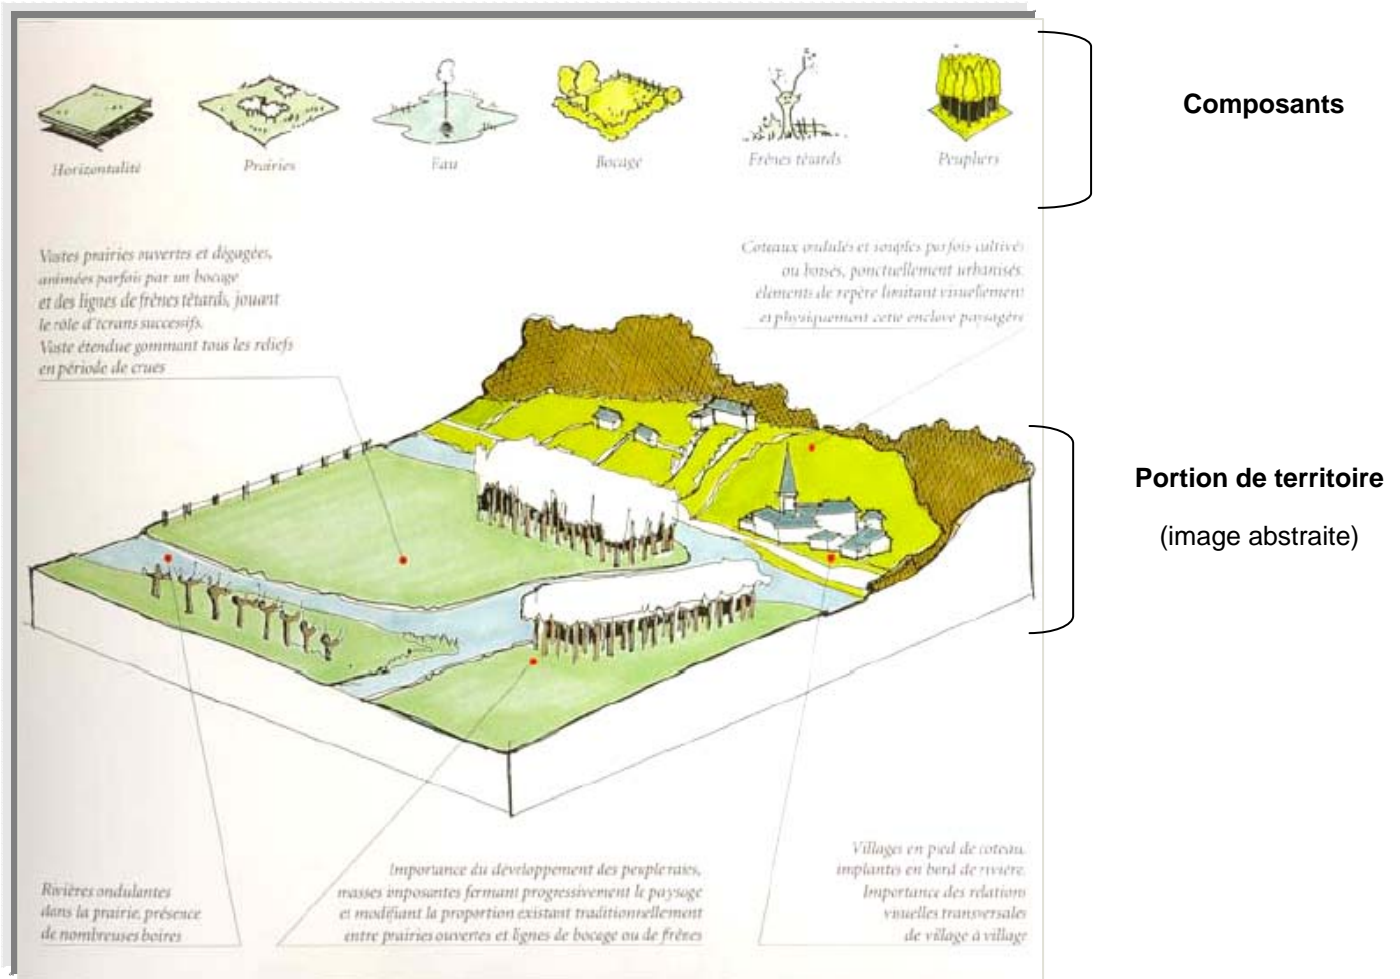 Composants
Horizontalité
Prairies
Eau
Bocage
Frênes têtards
Peupliers
Vastes prairies ouvertes et dégagées,
animées parfois par un bocage
et des lignes de frênes têtards, jouant
le rôle d'écrans successifs.
Vaste étendue gommant tous les reliefs
en période de crues
Coteaux ondulés et souples parfois cultivés
ou boisés, ponctuellement urbanisés,
éléments de repère limitant visuellement
et physiquement cette enclave paysagère
Portion de territoire
(image abstraite)
Rivières ondulantes
dans la prairie, présence
de nombreuses boires
Importance du développement des peupleraies,
masses imposantes fermant progressivement le paysage
et modifiant la proportion existant traditionnellement
entre prairies ouvertes et lignes de bocage ou de frênes
Villages en pied de coteau,
implantés en bord de rivière.
Importance des relations
visuelles transversales
de village à village